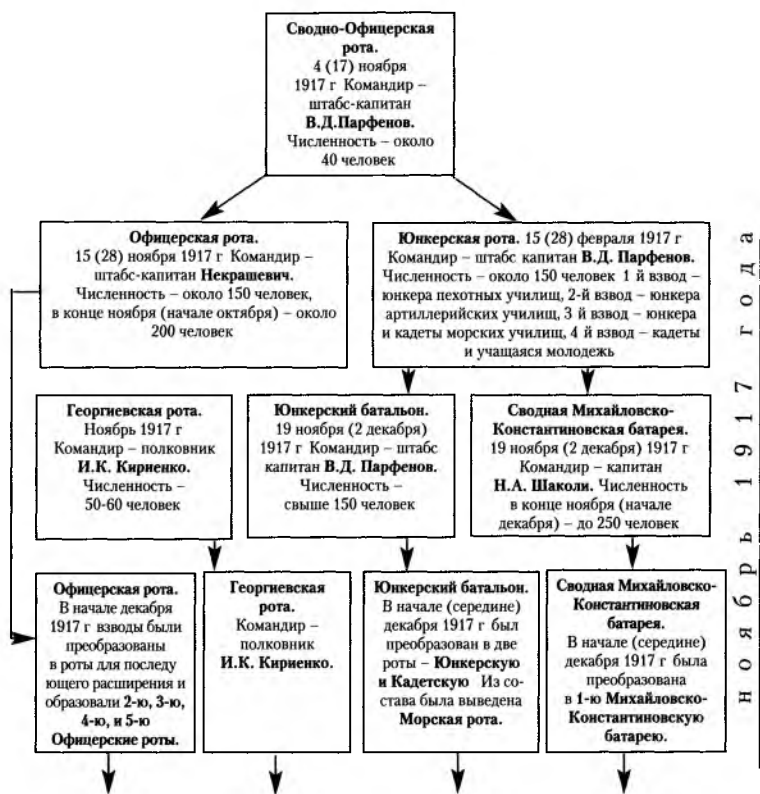 Сводно-Офицерская
рота.
4 (17) ноября
1917 г Командир –
штабс-капитан
В.Д.Парфенов.
Численность – около
40 человек
Офицерская рота.
15 (28) ноября 1917 г Командир –
штабс-капитан Некрашевич.
Численность – около 150 человек,
в конце ноября (начале октября) – около
200 человек
Юнкерская рота. 15 (28) февраля 1917 г
Командир – штабс капитан В.Д. Парфенов.
Численность – около 150 человек 1 й взвод –
юнкера пехотных училищ, 2-й взвод – юнкера
артиллерийских училищ, 3 й взвод – юнкера
и кадеты морских училищ, 4 й взвод – кадеты
и учащаяся молодежь
Георгиевская рота.
Ноябрь 1917 г
Командир – полковник
И.К. Кириенко.
Численность –
50-60 человек
Юнкерский батальон.
19 ноября (2 декабря)
1917 г Командир – штабс
капитан В.Д. Парфенов.
Численность –
свыше 150 человек
Сводная Михайловско-
Константиновская батарея.
19 ноября (2 декабря) 1917 г
Командир – капитан
Н.А. Шаколи. Численность
в конце ноября (начале
декабря) – до 250 человек
Офицерская рота.
В начале декабря
1917 г взводы были
преобразованы
в роты для последу
ющего расширения и
образовали 2-ю, 3-ю,
4-ю, и 5-ю
Офицерские роты.
Георгиевская
рота.
Командир –
полковник
И.К. Кириенко.
Юнкерский батальон.
В начале (середине)
декабря 1917 г был
преобразован в две
роты – Юнкерскую
и Кадетскую Из со-
става была выведена
Морская рота.
Сводная Михайловско-
Константиновская
батарея.
В начале (середине)
декабря 1917 г была
преобразована
в 1-ю Михайловско-
Константиновскую
батарею.
ноябрь 1917 года